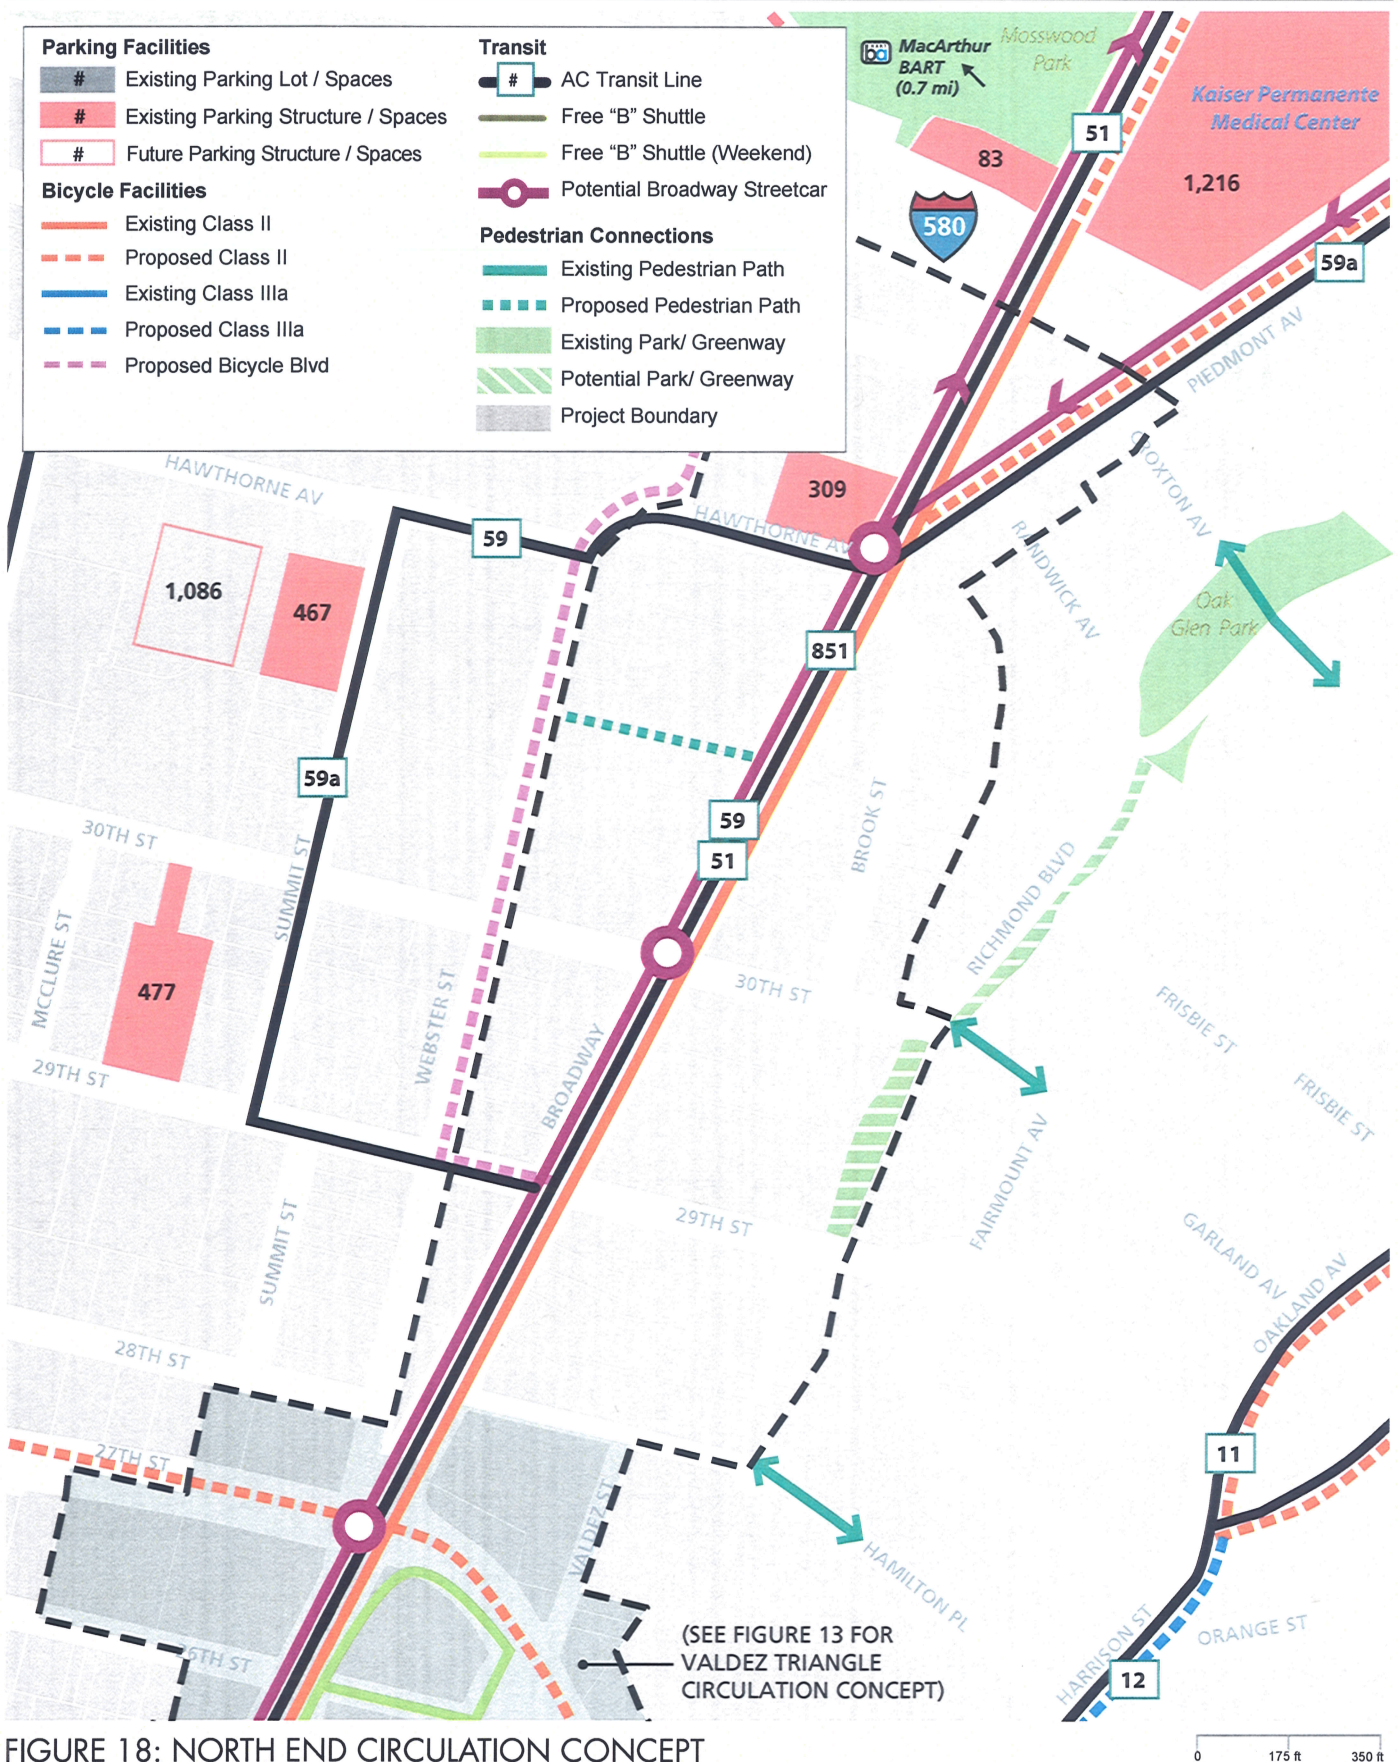 Parking Facilities
# Existing Parking Lot / Spaces
# Existing Parking Structure / Spaces
# Future Parking Structure / Spaces
Bicycle Facilities
Existing Class II
Proposed Class II
Existing Class IIIa
Proposed Class IIIa
Proposed Bicycle Blvd
Transit
# AC Transit Line
Free “B” Shuttle
Free “B” Shuttle (Weekend)
Potential Broadway Streetcar
Pedestrian Connections
Existing Pedestrian Path
Proposed Pedestrian Path
Existing Park/ Greenway
Potential Park/ Greenway
Project Boundary
ba
MacArthur
BART
(0.7 mi)
Mosswood
Park
Kaiser Permanente
Medical Center
51
83
1,216
580
59a
PIEDMONT AV
HAWTHORNE AV
309
CROXTON AV
59
HAWTHORNE AV
RANDWICK AV
1,086
467
Oak
Glen Park
851
59a
59
51
BROOK ST
30TH ST
SUMMIT ST
RICHMOND BLVD
MCCLURE ST
477
WEBSTER ST
30TH ST
FRISBIE ST
BROADWAY
29TH ST
FRISBIE ST
FAIRMOUNT AV
SUMMIT ST
29TH ST
GARLAND AV
OAKLAND AV
28TH ST
27TH ST
11
VALDEZ ST
HAMILTON PL
26TH ST
(SEE FIGURE 13 FOR
VALDEZ TRIANGLE
CIRCULATION CONCEPT)
HARRISON ST
ORANGE ST
12
FIGURE 18: NORTH END CIRCULATION CONCEPT
0 175 ft 350 ft